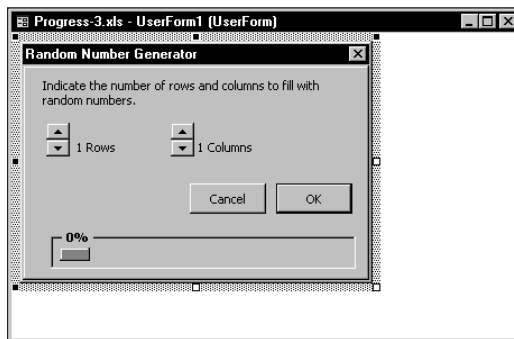 Progress-3.xls - UserForm1 (UserForm)
Random Number Generator
Indicate the number of rows and columns to fill with
random numbers.
1 Rows
1 Columns
Cancel
OK
0%